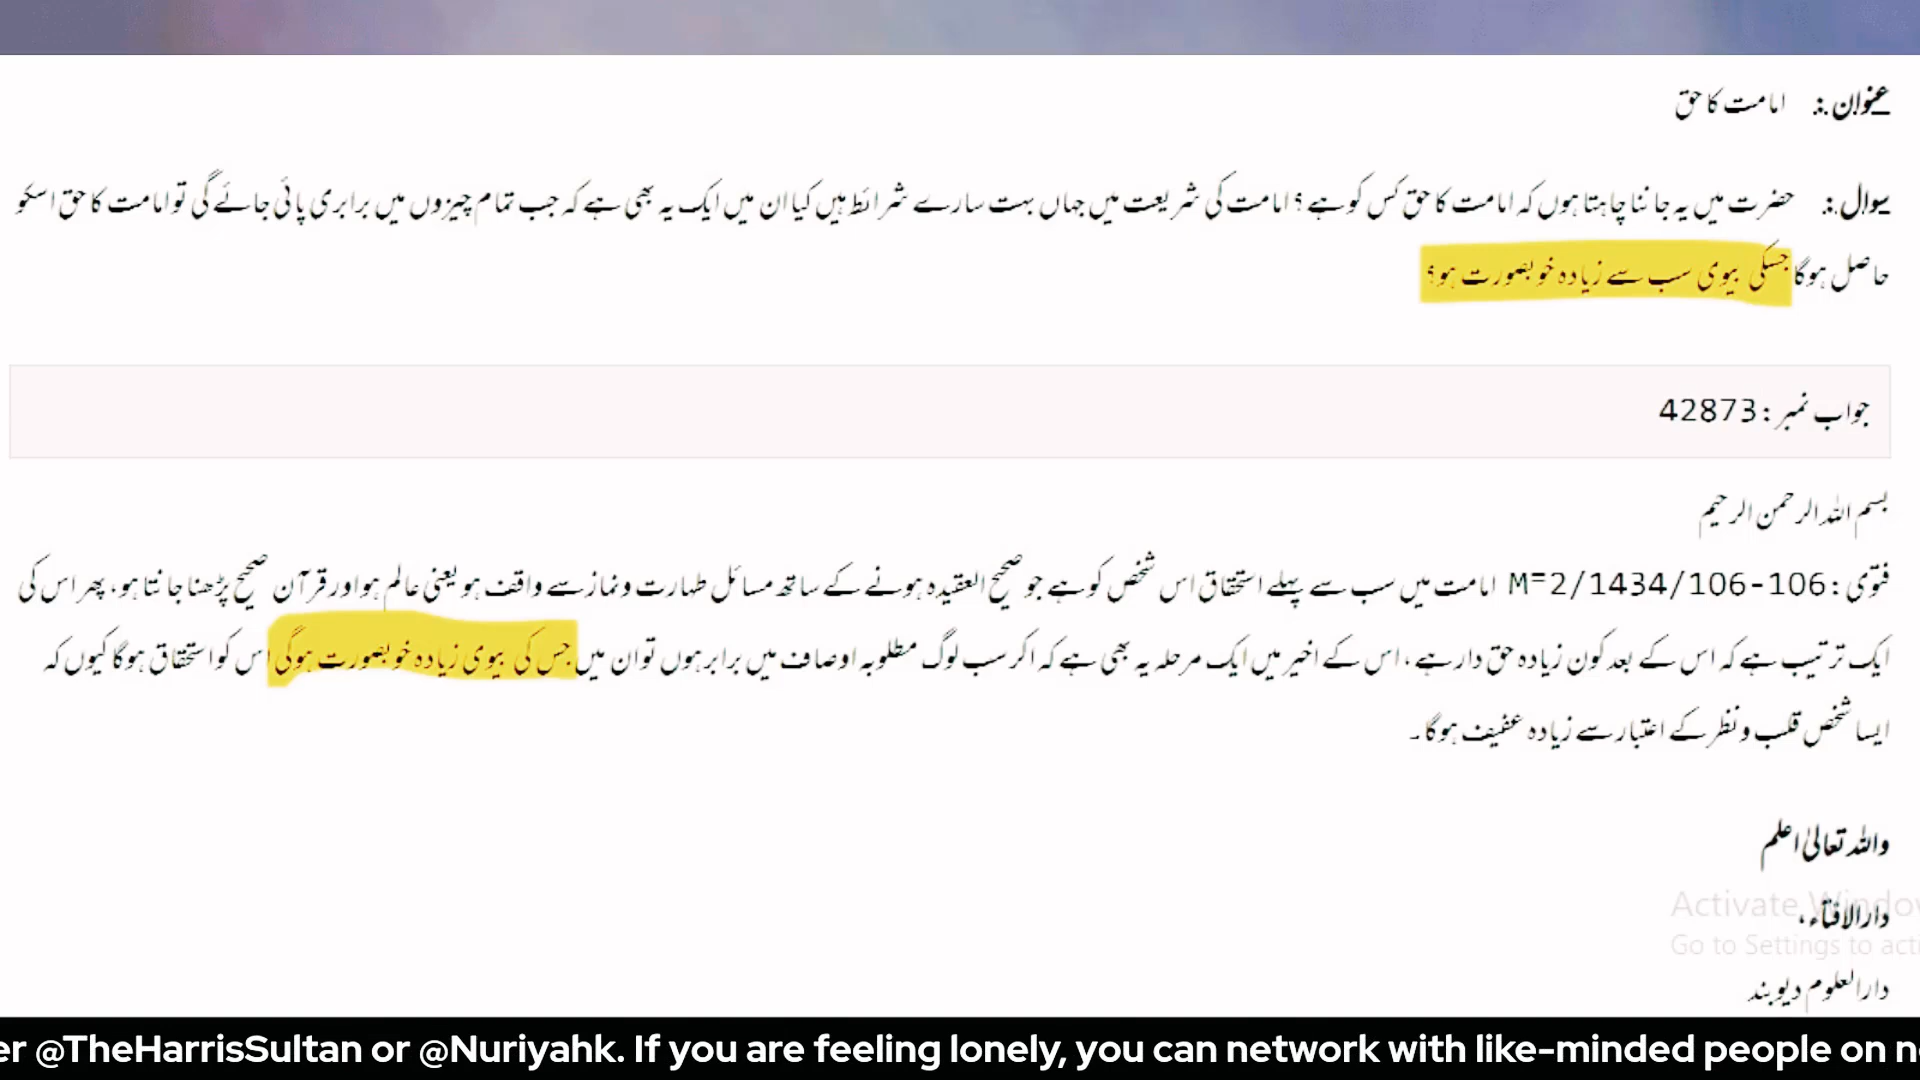 عنوان: امامت کا حق
سوال: حضرت میں یہ جاننا چاہتا ہوں کہ امامت کا حق کس کو ہے؟ امامت کی شریعت میں جہاں بہت سارے شرائط ہیں کیا ان میں ایک یہ بھی ہے کہ جب تمام چیزوں میں برابری پائی جائے گی تو امامت کا حق اسکو
حاصل ہوگا جسکی بیوی سب سے زیادہ خوبصورت ہو؟
جواب نمبر: 42873
بسم الله الرحمن الرحيم
فتوی: 106-106/M=2/1434 امامت میں سب سے پہلے استحقاق اس شخص کو ہے جو صحیح العقیدہ ہونے کے ساتھ مسائل طہارت و نماز سے واقف ہو یعنی عالم ہو اور قرآن صحیح پڑھنا جانتا ہو، پھر اس کی
ایک ترتیب ہے کہ اس کے بعد کون زیادہ حق دار ہے، اس کے اخیر میں ایک مرحلہ یہ بھی ہے کہ اگر سب لوگ مطلوبہ اوصاف میں برابر ہوں تو ان میں جس کی بیوی زیادہ خوبصورت ہوگی اس کو استحقاق ہوگا کیوں کہ
ایسا شخص قلب و نظر کے اعتبار سے زیادہ عفیف ہوگا۔
واللہ تعالیٰ اعلم
Activate Window
دارالافتاء،
Go to Settings to acti
دارالعلوم دیوبند
er @TheHarrisSultan or @Nuriyahk. If you are feeling lonely, you can network with like-minded people on n